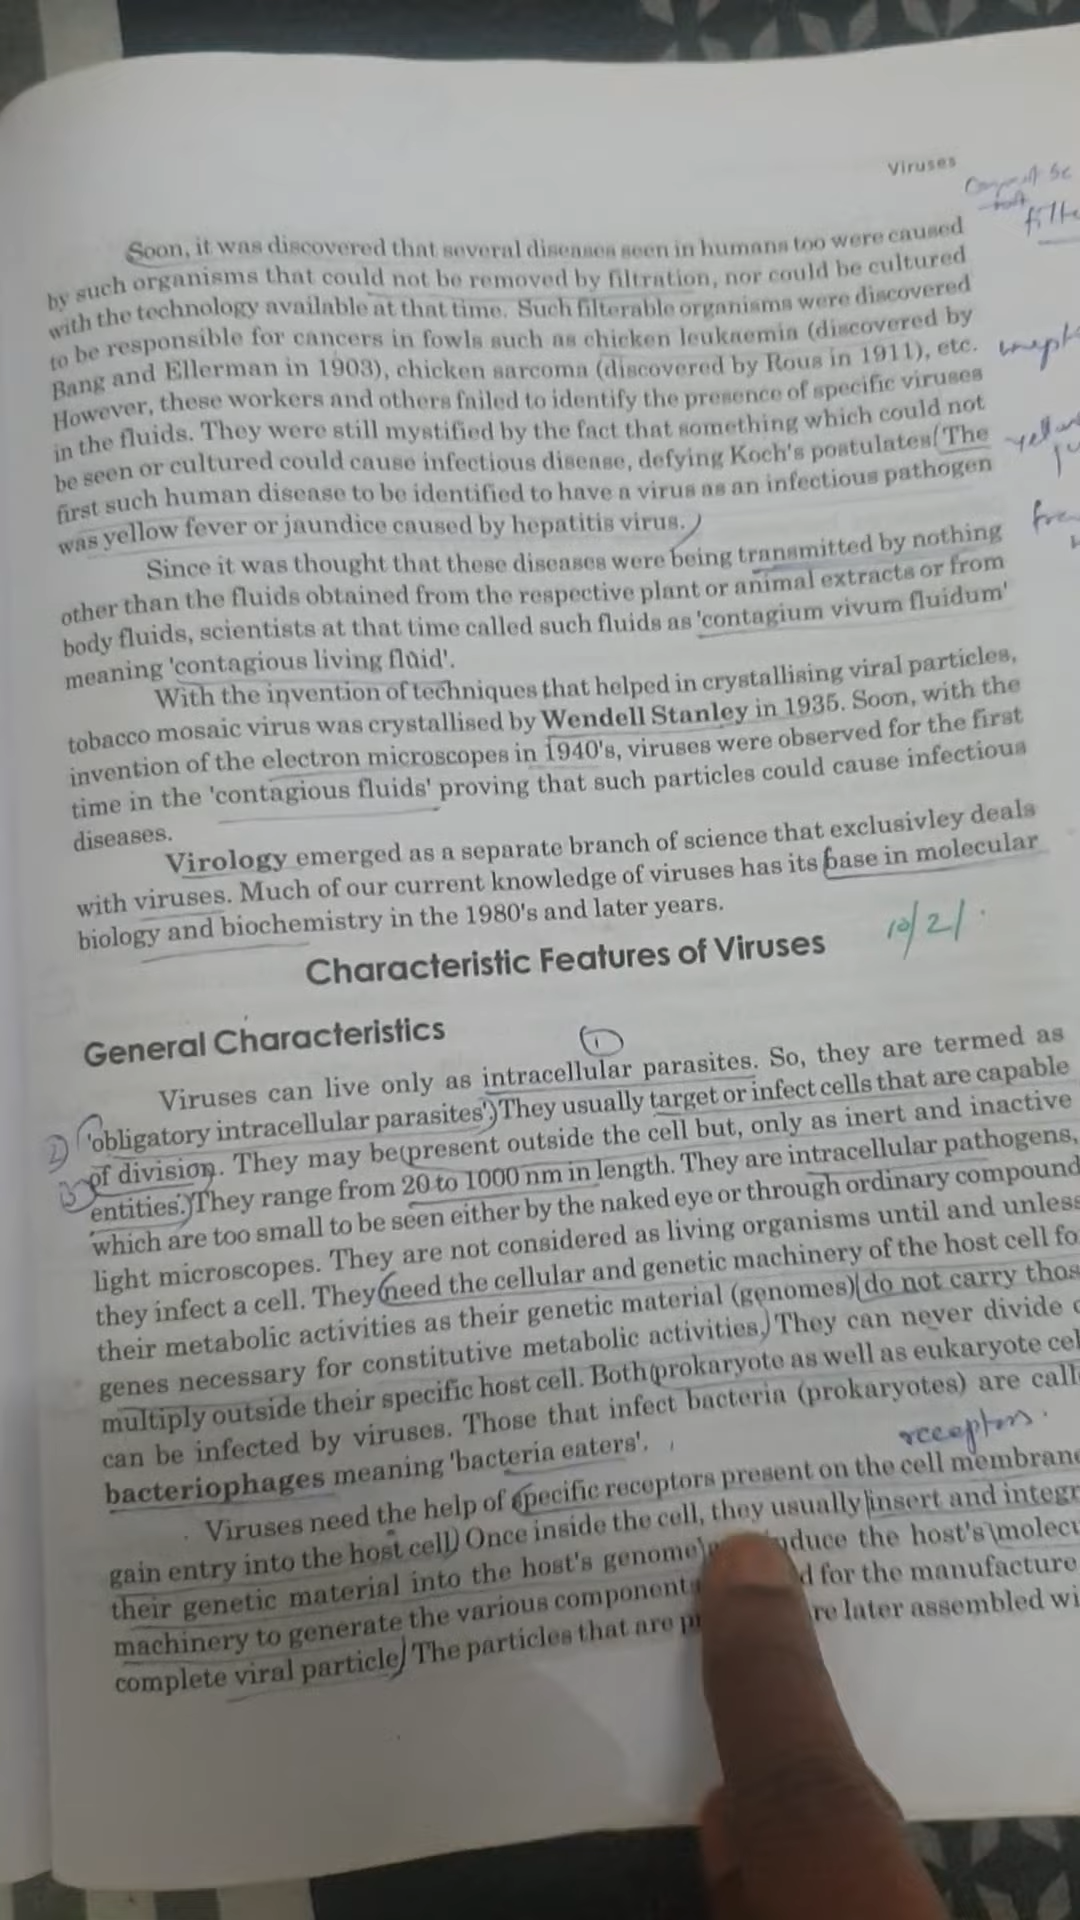 Viruses
Soon, it was discovered that several diseases seen in humans too were caused
by such organisms that could not be removed by filtration, nor could be cultured
with the technology available at that time. Such filterable organisms were discovered
to be responsible for cancers in fowls such as chicken leukaemia (discovered by
Bang and Ellerman in 1903), chicken sarcoma (discovered by Rous in 1911), etc.
However, these workers and others failed to identify the presence of specific viruses
in the fluids. They were still mystified by the fact that something which could not
be seen or cultured could cause infectious disease, defying Koch's postulates. The
first such human disease to be identified to have a virus as an infectious pathogen
was yellow fever or jaundice caused by hepatitis virus.
Since it was thought that these diseases were being transmitted by nothing
other than the fluids obtained from the respective plant or animal extracts or from
body fluids, scientists at that time called such fluids as 'contagium vivum fluidum'
meaning 'contagious living fluid'.
With the invention of techniques that helped in crystallising viral particles,
tobacco mosaic virus was crystallised by Wendell Stanley in 1935. Soon, with the
invention of the electron microscopes in 1940's, viruses were observed for the first
time in the 'contagious fluids' proving that such particles could cause infectious
diseases.
Virology emerged as a separate branch of science that exclusivley deals
with viruses. Much of our current knowledge of viruses has its base in molecular
biology and biochemistry in the 1980's and later years.
10/2/
Characteristic Features of Viruses
General Characteristics
1
Viruses can live only as intracellular parasites. So, they are termed as
2 'obligatory intracellular parasites'. They usually target or infect cells that are capable
of division. They may be present outside the cell but, only as inert and inactive
3 entities. They range from 20 to 1000 nm in length. They are intracellular pathogens,
which are too small to be seen either by the naked eye or through ordinary compound
light microscopes. They are not considered as living organisms until and unless
they infect a cell. They need the cellular and genetic machinery of the host cell
their metabolic activities as their genetic material (genomes) do not carry
genes necessary for constitutive metabolic activities. They can never divide
multiply outside their specific host cell. Both prokaryote as well as eukaryote
can be infected by viruses. Those that infect bacteria (prokaryotes) are
bacteriophages meaning 'bacteria eaters'.
receptors.
Viruses need the help of specific receptors present on the cell membrane
gain entry into the host cell. Once inside the cell, they usually insert and
their genetic material into the host's genome the host's
machinery to generate the various components for the manufacture
complete viral particle. The particles that are later assembled